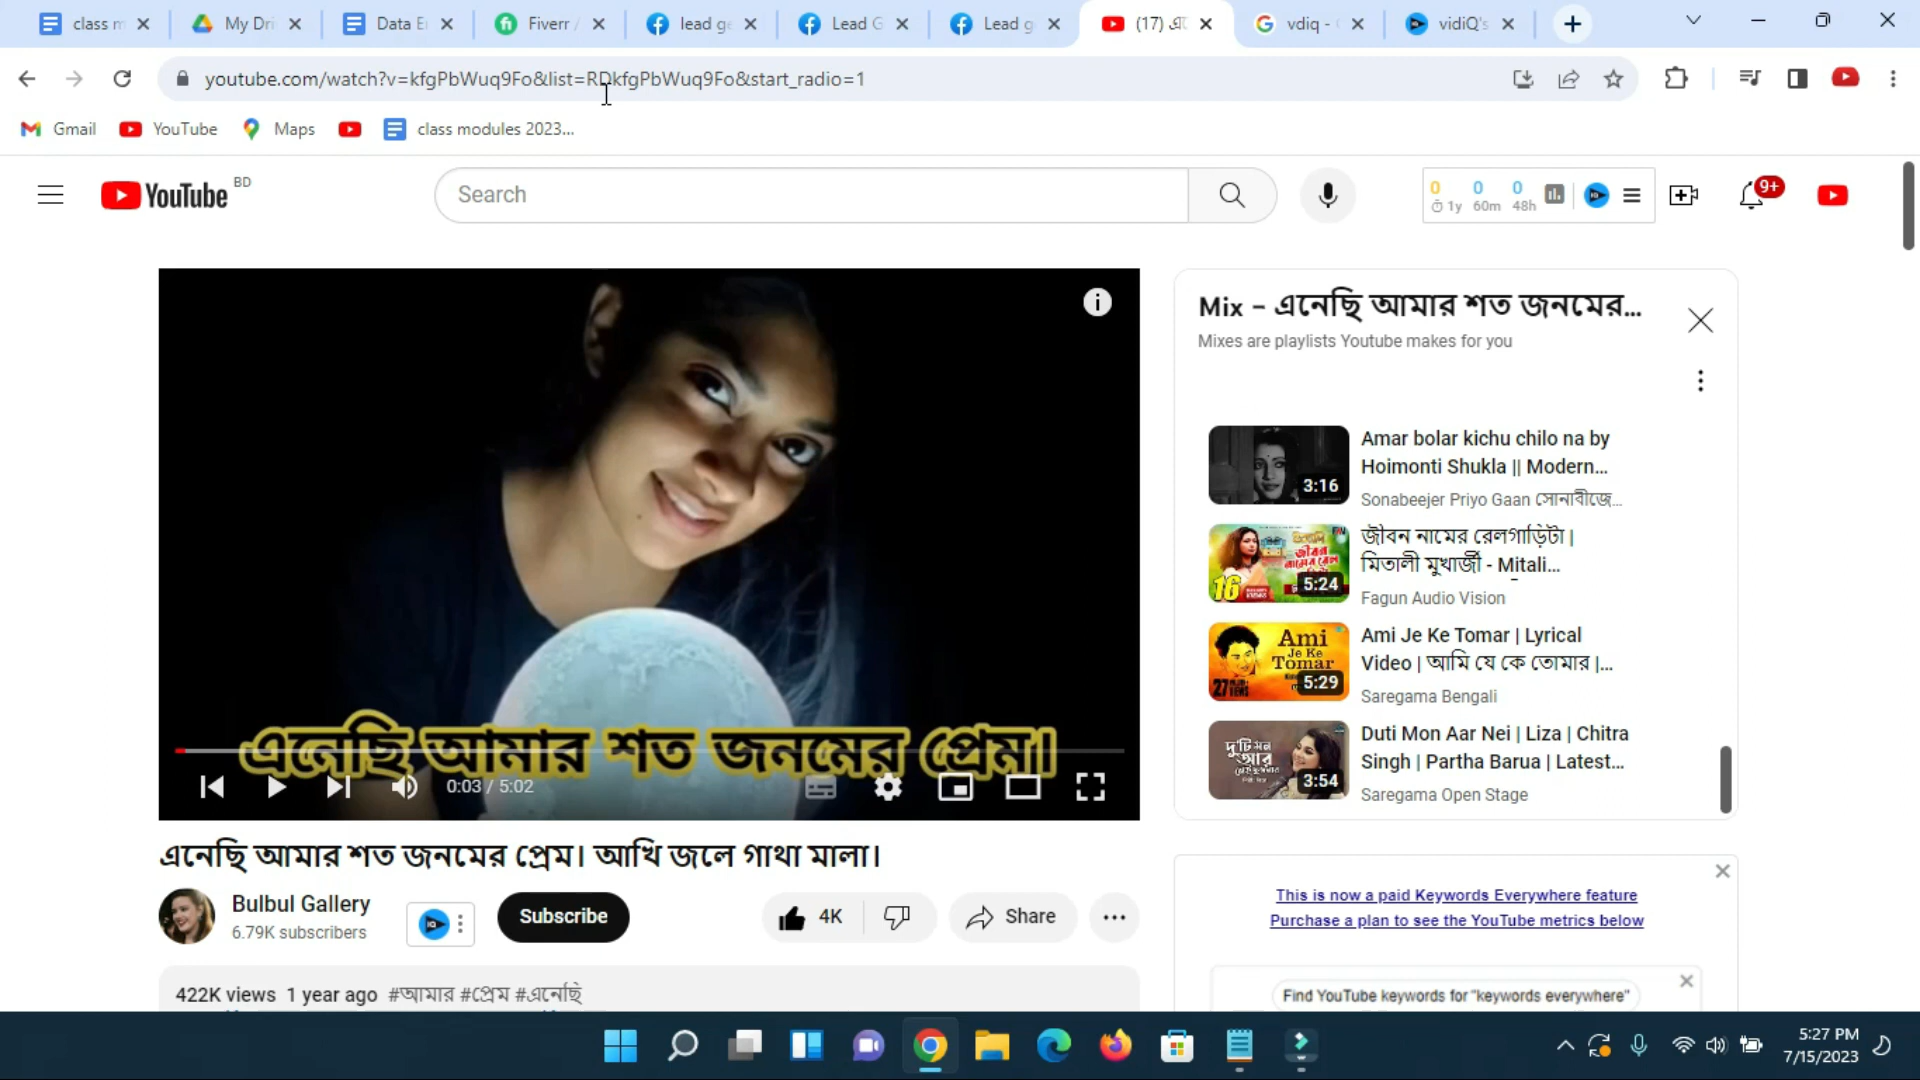 class m
My Dri
Data E
Fiverr /
lead ge
Lead G
Lead g
(17) এে
vdiq -
vidiQ's
youtube.com/watch?v=kfgPbWuq9Fo&list=RDkfgPbWuq9Fo&start_radio=1
Gmail
YouTube
Maps
class modules 2023...
YouTube BD
Search
0 0 0
1y 60m 48h
9+
Mix – এনেছি আমার শত জনমের...
Mixes are playlists Youtube makes for you
Amar bolar kichu chilo na by
Hoimonti Shukla || Modern...
3:16
Sonabeejer Priyo Gaan সোনাবীজে...
জীবন নামের রেলগাড়িটা |
মিতালী মুখার্জী - Mitali...
5:24
Fagun Audio Vision
Ami Je Ke Tomar | Lyrical
Video | আমি যে কে তোমার |...
Ami
Je Ke
Tomar
5:29
Saregama Bengali
Duti Mon Aar Nei | Liza | Chitra
Singh | Partha Barua | Latest...
3:54
Saregama Open Stage
এনেছি আমার শত জনমের প্রেম।
0:03 / 5:02
এনেছি আমার শত জনমের প্রেম। আখি জলে গাথা মালা।
Bulbul Gallery
6.79K subscribers
Subscribe
4K
Share
422K views 1 year ago #আমার #প্রেম #এনেছি
This is now a paid Keywords Everywhere feature
Purchase a plan to see the YouTube metrics below
Find YouTube keywords for "keywords everywhere"
5:27 PM
7/15/2023